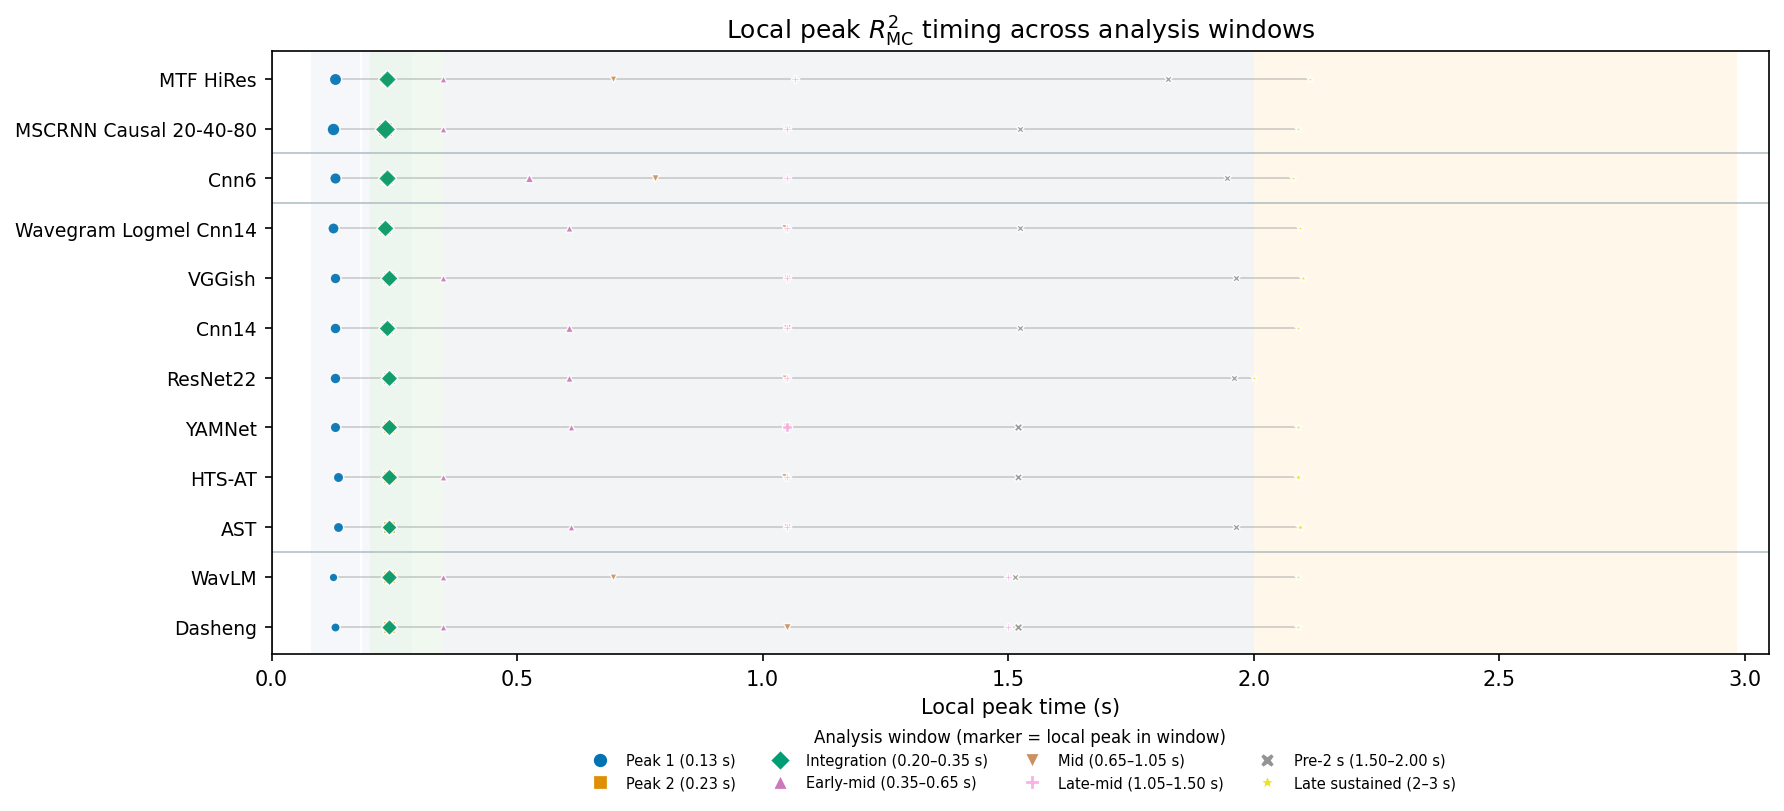 Local peak R²MC timing across analysis windows
MTF HiRes
MSCRNN Causal 20-40-80
Cnn6
Wavegram Logmel Cnn14
VGGish
Cnn14
ResNet22
YAMNet
HTS-AT
AST
WavLM
Dasheng
0.0 0.5 1.0 1.5 2.0 2.5 3.0
Local peak time (s)
Analysis window (marker = local peak in window)
Peak 1 (0.13 s) Integration (0.20–0.35 s) Mid (0.65–1.05 s) Pre-2 s (1.50–2.00 s)
Peak 2 (0.23 s) Early-mid (0.35–0.65 s) Late-mid (1.05–1.50 s) Late sustained (2–3 s)